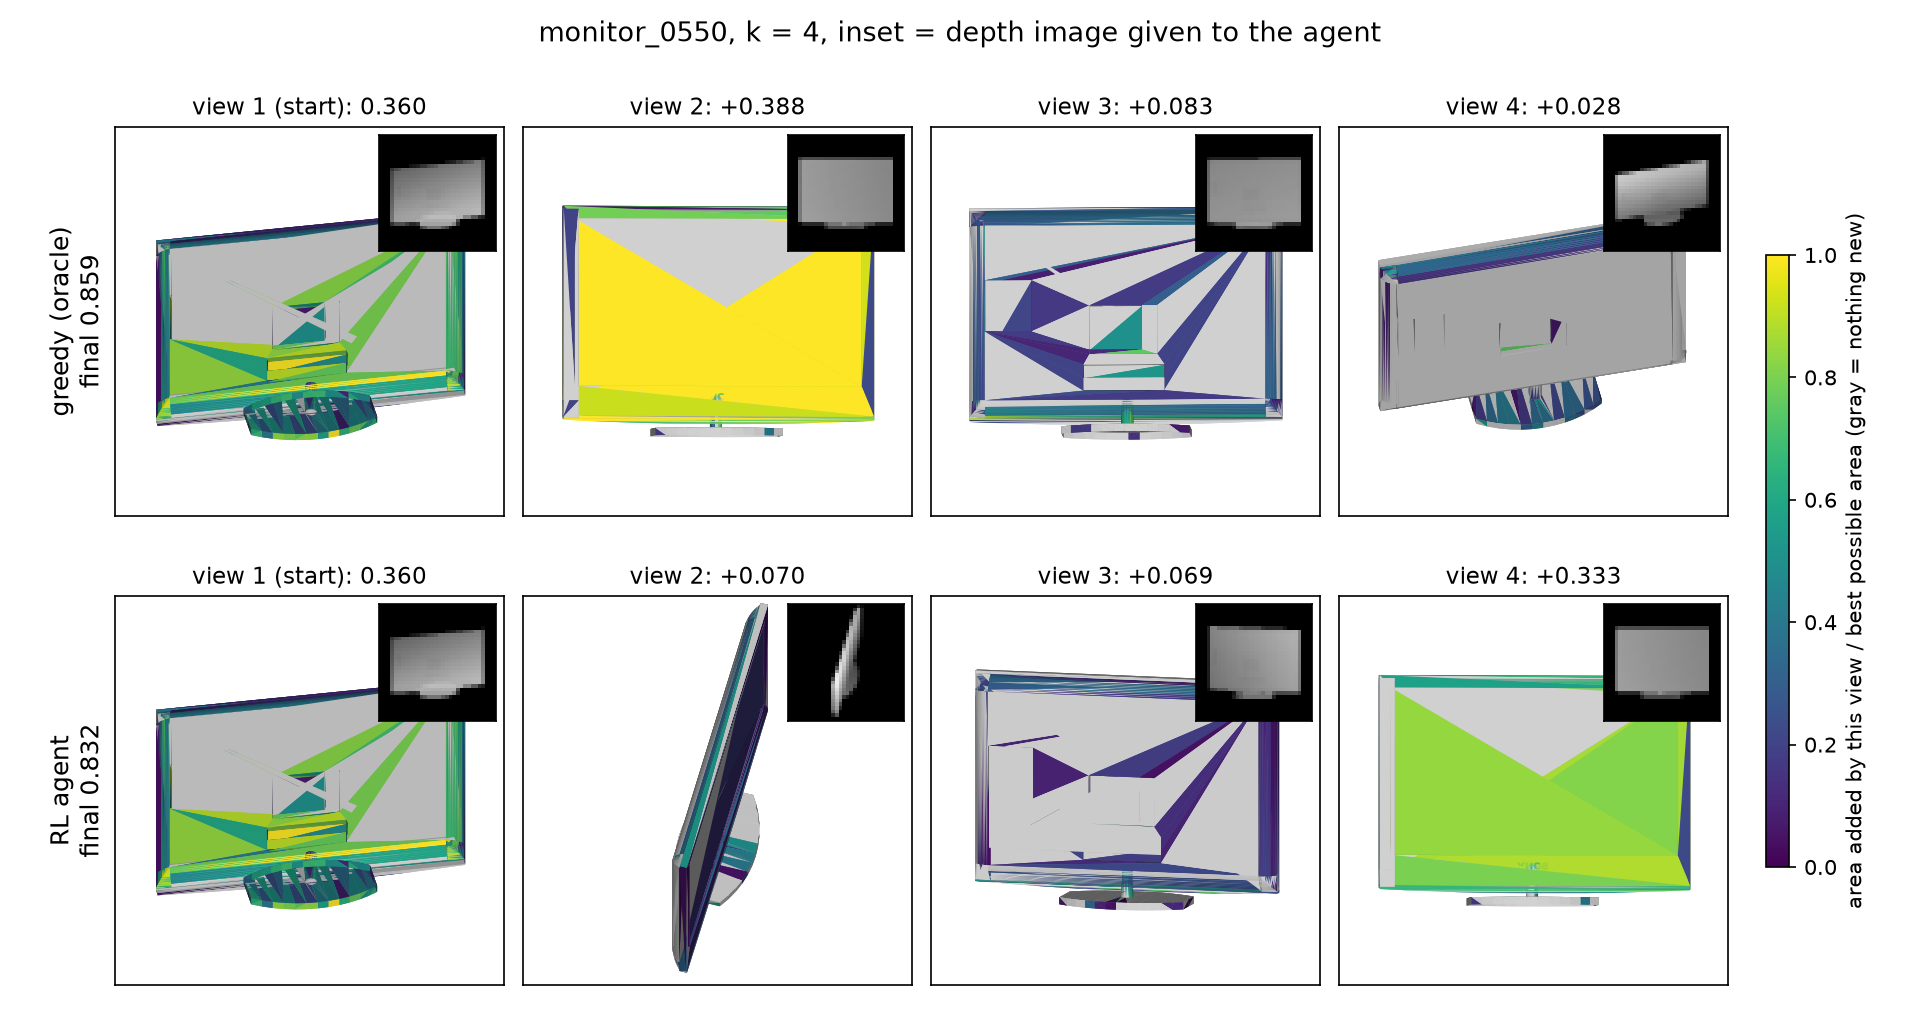 monitor_0550, k = 4, inset = depth image given to the agent
view 1 (start): 0.360
view 2: +0.388
view 3: +0.083
view 4: +0.028
greedy (oracle)
final 0.859
view 1 (start): 0.360
view 2: +0.070
view 3: +0.069
view 4: +0.333
RL agent
final 0.832
1.0
0.8
0.6
0.4
0.2
0.0
area added by this view / best possible area (gray = nothing new)